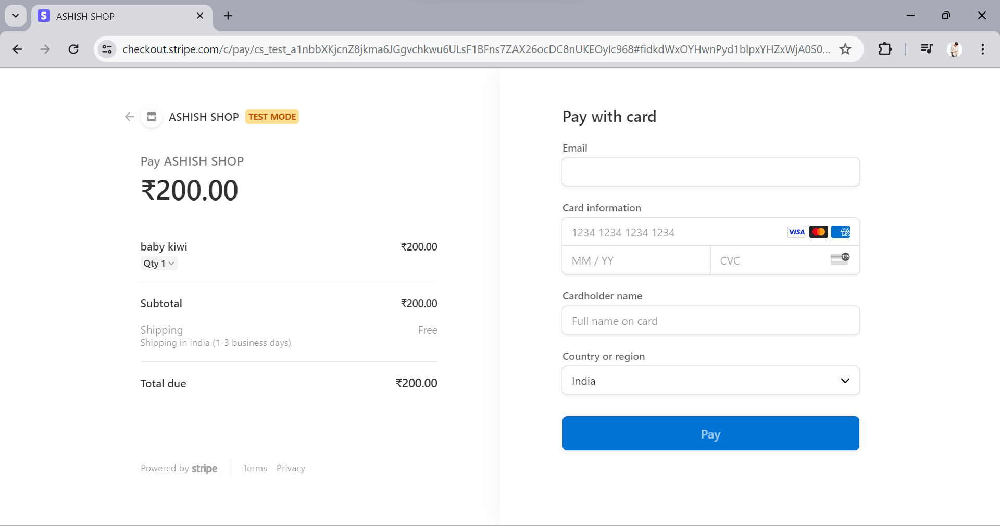 ASHISH SHOP
checkout.stripe.com/c/pay/cs_test_a1nbbXKjcnZ8jkma6JGgvchkwu6ULsF1BFns7ZAX26ocDC8nUKEOyIc968#fidkdWxOYHwnPyd1blpxYHZxWjA0S0...
ASHISH SHOP TEST MODE
Pay ASHISH SHOP
₹200.00
baby kiwi ₹200.00
Qty 1
Subtotal ₹200.00
Shipping Free
Shipping in india (1-3 business days)
Total due ₹200.00
Powered by stripe Terms Privacy
Pay with card
Email
Card information
1234 1234 1234 1234 VISA AMEX
MM / YY CVC 135
Cardholder name
Full name on card
Country or region
India
Pay